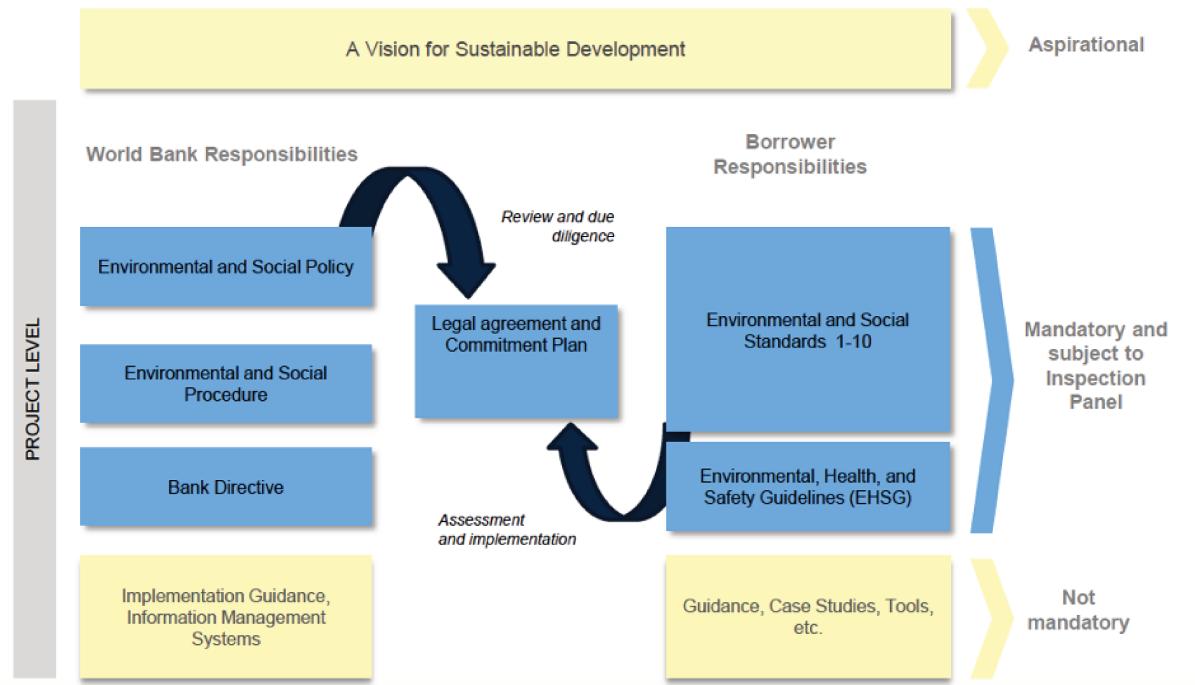 A Vision for Sustainable Development
Aspirational
PROJECT LEVEL
World Bank Responsibilities
Borrower
Responsibilities
Review and due
diligence
Environmental and Social Policy
Environmental and Social
Procedure
Bank Directive
Legal agreement and
Commitment Plan
Environmental and Social
Standards 1-10
Environmental, Health, and
Safety Guidelines (EHSG)
Mandatory and
subject to
Inspection
Panel
Assessment
and implementation
Implementation Guidance,
Information Management
Systems
Guidance, Case Studies, Tools,
etc.
Not
mandatory